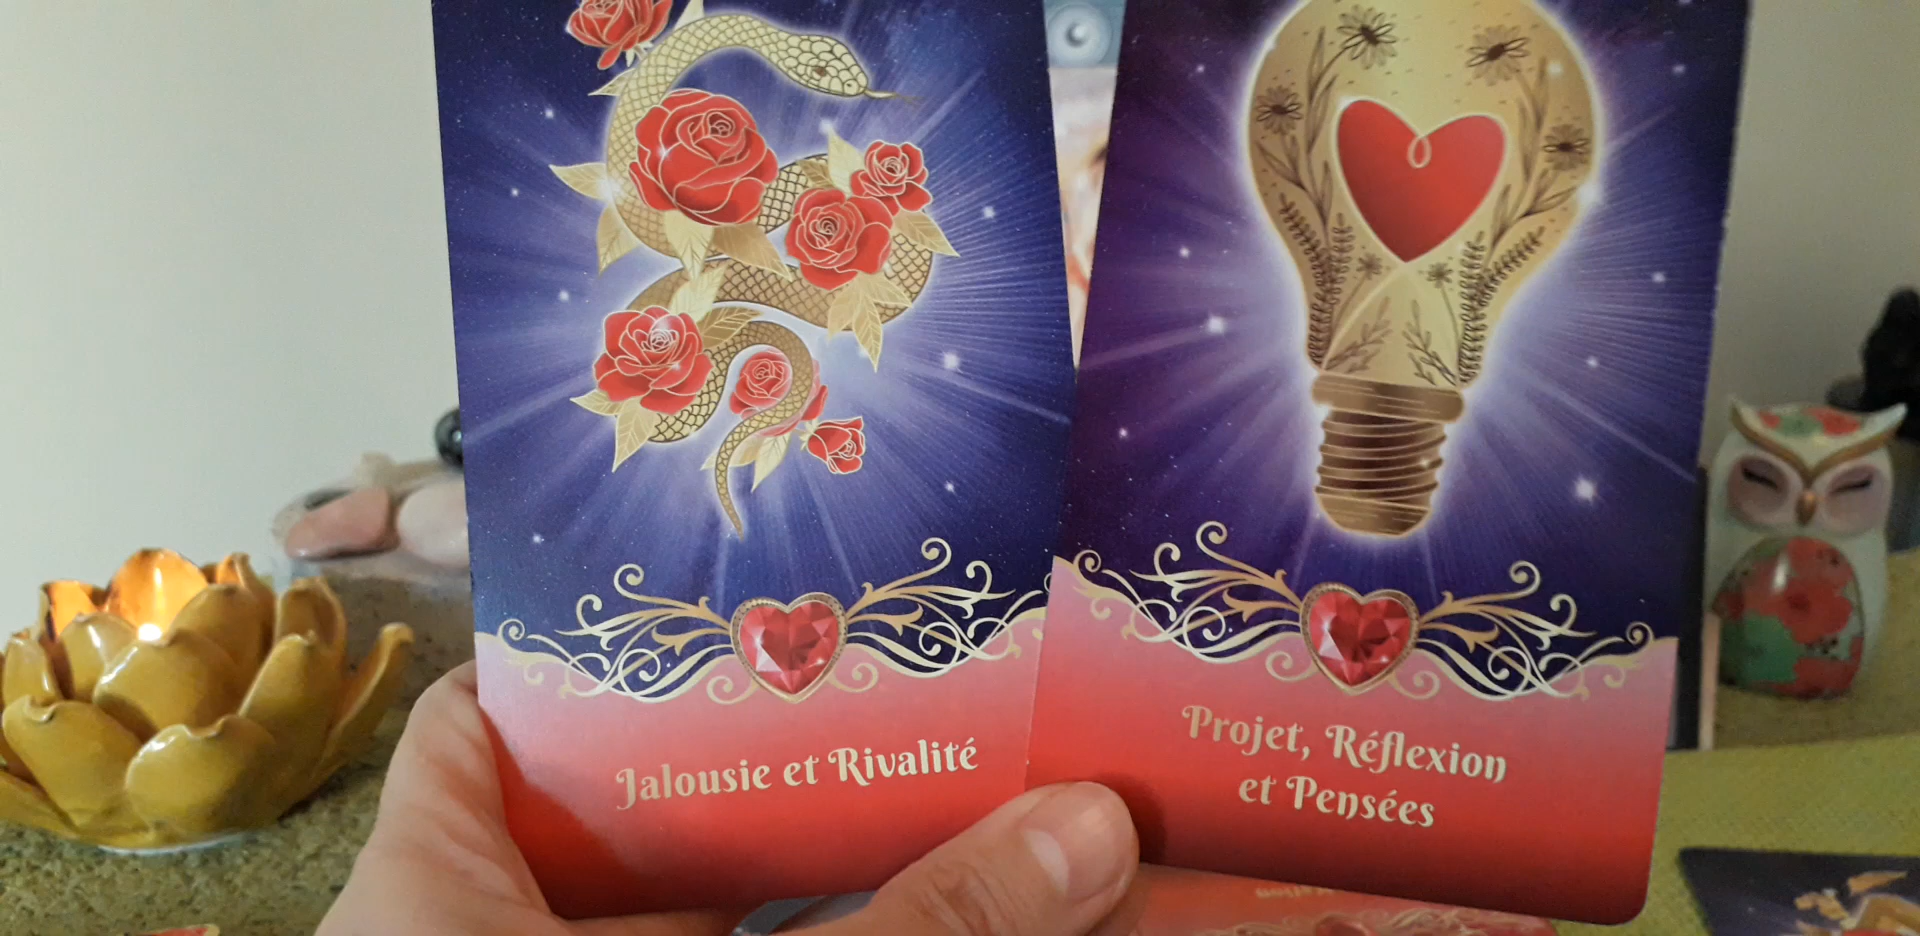 Jalousie et Rivalité
Projet, Réflexion
et Pensées